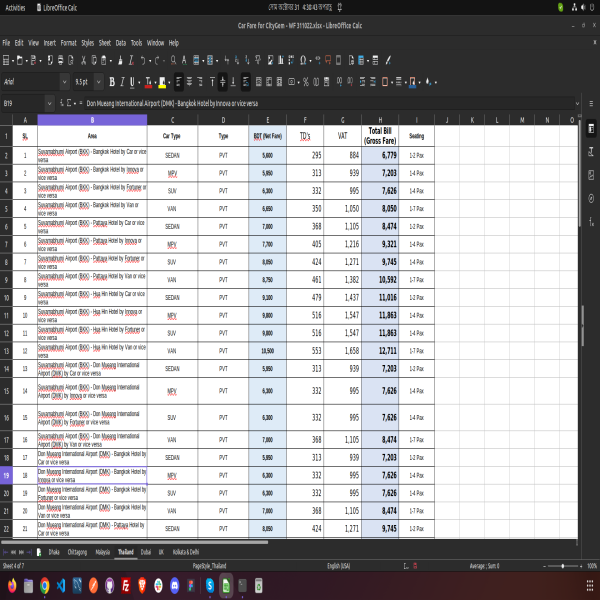 Activities LibreOffice Calc
Car Fare for CityGem - WF 311022.xlsx - LibreOffice Calc
File Edit View Insert Format Styles Sheet Data Tools Window Help
Arial 9.5 pt
B19 Don Mueang International Airport (DMK) - Bangkok Hotel by Innova or vice versa
A B C D E F G H I J K L M N O
1 SL Area Car Type Type BDT (Net Fare) TD's VAT Total Bill (Gross Fare) Seating
2 1 Suvarnabhumi Airport (BKK) - Bangkok Hotel by Car or vice versa SEDAN PVT 5,600 295 884 6,779 1-2 Pax
3 2 Suvarnabhumi Airport (BKK) - Bangkok Hotel by Innova or vice versa MPV PVT 5,950 313 939 7,203 1-4 Pax
4 3 Suvarnabhumi Airport (BKK) - Bangkok Hotel by Fortuner or vice versa SUV PVT 6,300 332 995 7,626 1-4 Pax
5 4 Suvarnabhumi Airport (BKK) - Bangkok Hotel by Van or vice versa VAN PVT 6,650 350 1,050 8,050 1-7 Pax
6 5 Suvarnabhumi Airport (BKK) - Pattaya Hotel by Car or vice versa SEDAN PVT 7,000 368 1,105 8,474 1-2 Pax
7 6 Suvarnabhumi Airport (BKK) - Pattaya Hotel by Innova or vice versa MPV PVT 7,700 405 1,216 9,321 1-4 Pax
8 7 Suvarnabhumi Airport (BKK) - Pattaya Hotel by Fortuner or vice versa SUV PVT 8,050 424 1,271 9,745 1-4 Pax
9 8 Suvarnabhumi Airport (BKK) - Pattaya Hotel by Van or vice versa VAN PVT 8,750 461 1,382 10,592 1-7 Pax
10 9 Suvarnabhumi Airport (BKK) - Hua Hin Hotel by Car or vice versa SEDAN PVT 9,100 479 1,437 11,016 1-2 Pax
11 10 Suvarnabhumi Airport (BKK) - Hua Hin Hotel by Innova or vice versa MPV PVT 9,800 516 1,547 11,863 1-4 Pax
12 11 Suvarnabhumi Airport (BKK) - Hua Hin Hotel by Fortuner or vice versa SUV PVT 9,800 516 1,547 11,863 1-4 Pax
13 12 Suvarnabhumi Airport (BKK) - Hua Hin Hotel by Van or vice versa VAN PVT 10,500 553 1,658 12,711 1-7 Pax
14 13 Suvarnabhumi Airport (BKK) - Don Mueang International Airport (DMK) by Car or vice versa SEDAN PVT 5,950 313 939 7,203 1-2 Pax
15 14 Suvarnabhumi Airport (BKK) - Don Mueang International Airport (DMK) by Innova or vice versa MPV PVT 6,300 332 995 7,626 1-4 Pax
16 15 Suvarnabhumi Airport (BKK) - Don Mueang International Airport (DMK) by Fortuner or vice versa SUV PVT 6,300 332 995 7,626 1-4 Pax
17 16 Suvarnabhumi Airport (BKK) - Don Mueang International Airport (DMK) by Van or vice versa VAN PVT 7,000 368 1,105 8,474 1-7 Pax
18 17 Don Mueang International Airport (DMK) - Bangkok Hotel by Car or vice versa SEDAN PVT 5,950 313 939 7,203 1-2 Pax
19 18 Don Mueang International Airport (DMK) - Bangkok Hotel by Innova or vice versa MPV PVT 6,300 332 995 7,626 1-4 Pax
20 19 Don Mueang International Airport (DMK) - Bangkok Hotel by Fortuner or vice versa SUV PVT 6,300 332 995 7,626 1-4 Pax
21 20 Don Mueang International Airport (DMK) - Bangkok Hotel by Van or vice versa VAN PVT 7,000 368 1,105 8,474 1-7 Pax
22 21 Don Mueang International Airport (DMK) - Pattaya Hotel by Car or vice versa SEDAN PVT 8,050 424 1,271 9,745 1-2 Pax
Dhaka Chittagong Malaysia Thailand Dubai UK Kolkata & Delhi
Sheet 4 of 7 PageStyle_Thailand English (USA) Average: ; Sum: 0 100%